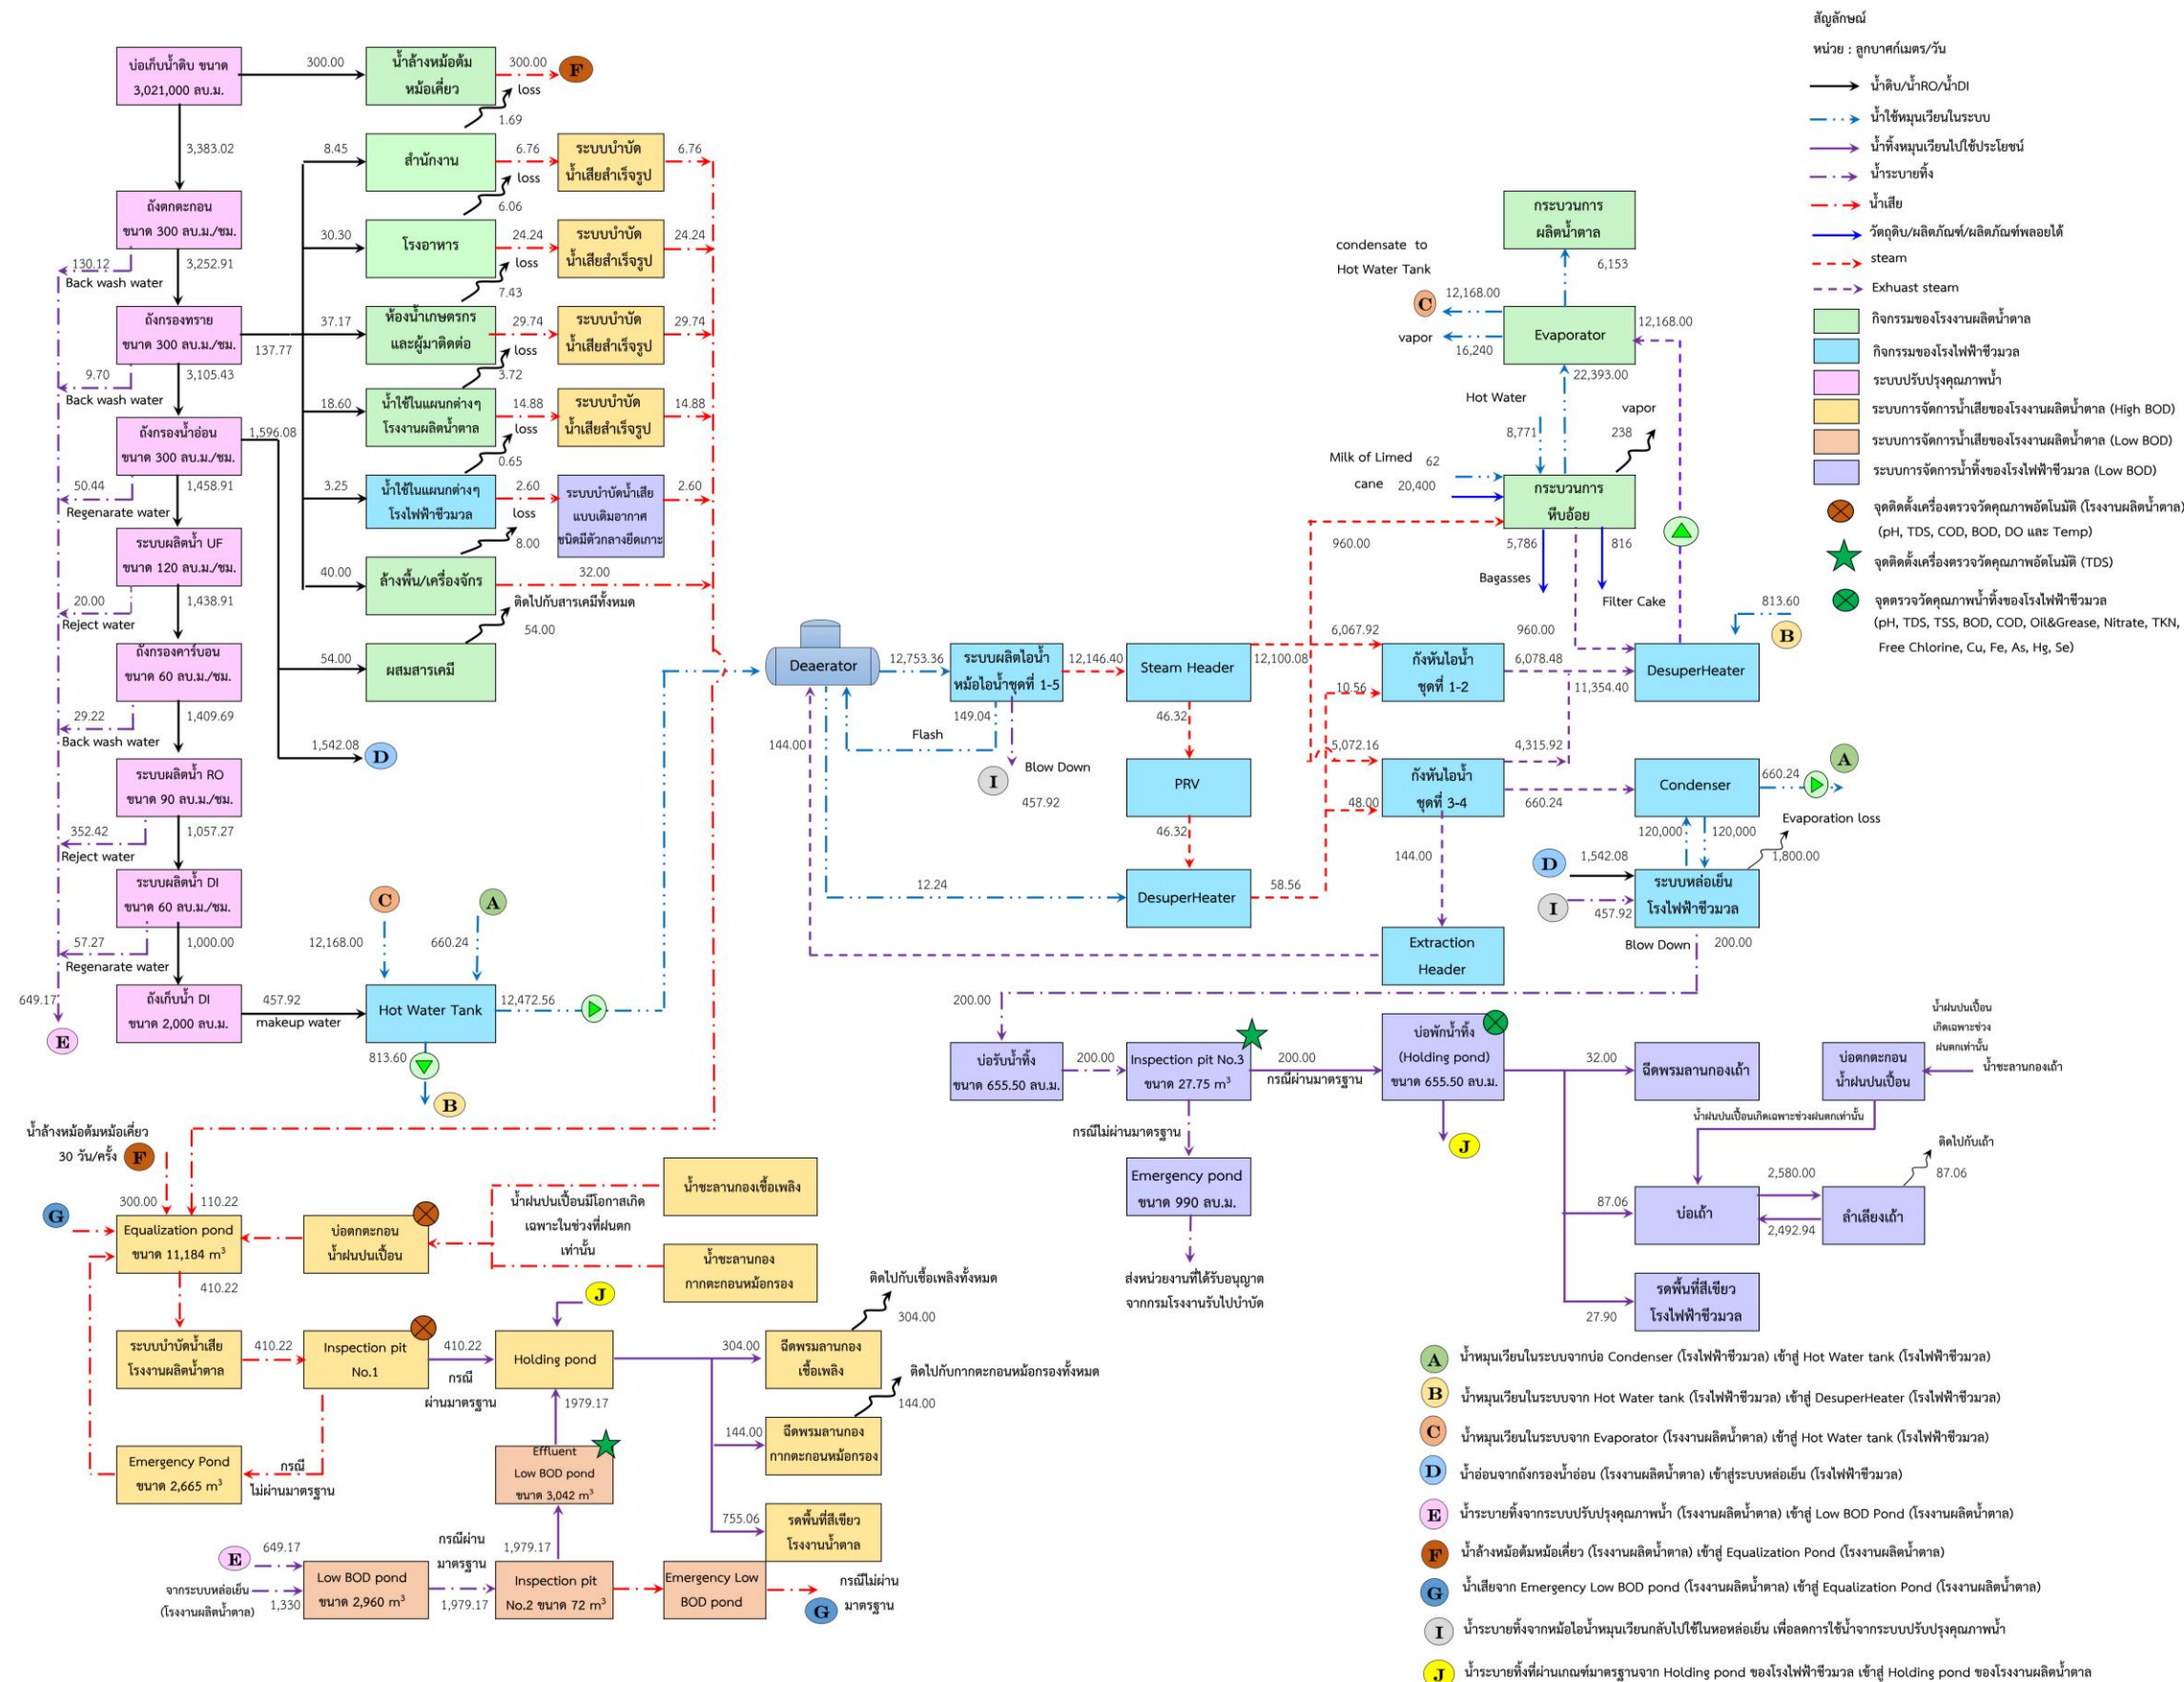 สัญลักษณ์
หน่วย : ลูกบาศก์เมตร/วัน
น้ำดิบ/น้ำRO/น้ำDI
น้ำใช้หมุนเวียนในระบบ
น้ำทิ้งหมุนเวียนไปใช้ประโยชน์
น้ำระบายทิ้ง
น้ำเสีย
วัตถุดิบ/ผลิตภัณฑ์/ผลิตภัณฑ์พลอยได้
steam
Exhuast steam
กิจกรรมของโรงงานผลิตน้ำตาล
กิจกรรมของโรงไฟฟ้าชีวมวล
ระบบปรับปรุงคุณภาพน้ำ
ระบบการจัดการน้ำเสียของโรงงานผลิตน้ำตาล (High BOD)
ระบบการจัดการน้ำเสียของโรงงานผลิตน้ำตาล (Low BOD)
ระบบการจัดการน้ำทิ้งของโรงไฟฟ้าชีวมวล (Low BOD)
จุดติดตั้งเครื่องตรวจวัดคุณภาพอัตโนมัติ (โรงงานผลิตน้ำตาล)
(pH, TDS, COD, BOD, DO และ Temp)
จุดติดตั้งเครื่องตรวจวัดคุณภาพอัตโนมัติ (TDS)
จุดตรวจวัดคุณภาพน้ำทิ้งของโรงไฟฟ้าชีวมวล
(pH, TDS, TSS, BOD, COD, Oil&Grease, Nitrate, TKN,
Free Chlorine, Cu, Fe, As, Hg, Se)
บ่อเก็บน้ำดิบ ขนาด
3,021,000 ลบ.ม.
300.00
น้ำล้างหม้อต้ม
หม้อเคี่ยว
300.00
F
loss
1.69
3,383.02
8.45
สำนักงาน
6.76
ระบบบำบัด
น้ำเสียสำเร็จรูป
6.76
loss
6.06
ถังตกตะกอน
ขนาด 300 ลบ.ม./ชม.
130.12
Back wash water
3,252.91
30.30
โรงอาหาร
24.24
ระบบบำบัด
น้ำเสียสำเร็จรูป
24.24
loss
7.43
ถังกรองทราย
ขนาด 300 ลบ.ม./ชม.
137.77
9.70
Back wash water
3,105.43
37.17
ห้องน้ำเกษตรกร
และผู้มาติดต่อ
29.74
ระบบบำบัด
น้ำเสียสำเร็จรูป
29.74
loss
3.72
ถังกรองน้ำอ่อน
ขนาด 300 ลบ.ม./ชม.
1,596.08
50.44
Regenarate water
1,458.91
18.60
น้ำใช้ในแผนกต่างๆ
โรงงานผลิตน้ำตาล
14.88
ระบบบำบัด
น้ำเสียสำเร็จรูป
14.88
loss
0.65
3.25
น้ำใช้ในแผนกต่างๆ
โรงไฟฟ้าชีวมวล
2.60
ระบบบำบัดน้ำเสีย
แบบเติมอากาศ
ชนิดมีตัวกลางยึดเกาะ
2.60
loss
8.00
ระบบผลิตน้ำ UF
ขนาด 120 ลบ.ม./ชม.
20.00
Reject water
1,438.91
40.00
ล้างพื้น/เครื่องจักร
32.00
ติดไปกับสารเคมีทั้งหมด
54.00
ถังกรองคาร์บอน
ขนาด 60 ลบ.ม./ชม.
29.22
Back wash water
1,409.69
54.00
ผสมสารเคมี
1,542.08
D
ระบบผลิตน้ำ RO
ขนาด 90 ลบ.ม./ชม.
352.42
Reject water
1,057.27
ระบบผลิตน้ำ DI
ขนาด 60 ลบ.ม./ชม.
57.27
Regenarate water
1,000.00
649.17
E
ถังเก็บน้ำ DI
ขนาด 2,000 ลบ.ม.
457.92
makeup water
C
A
12,168.00
660.24
Hot Water Tank
12,472.56
813.60
B
Deaerator
12,753.36
ระบบผลิตไอน้ำ
หม้อไอน้ำชุดที่ 1-5
12,146.40
149.04
Flash
Blow Down
I
457.92
144.00
12.24
Steam Header
12,100.08
46.32
PRV
46.32
DesuperHeater
58.56
6,067.92
10.56
กังหันไอน้ำ
ชุดที่ 1-2
6,078.48
5,072.16
48.00
กังหันไอน้ำ
ชุดที่ 3-4
4,315.92
660.24
144.00
Extraction
Header
กระบวนการ
ผลิตน้ำตาล
6,153
condensate to
Hot Water Tank
C
12,168.00
vapor
16,240
Evaporator
12,168.00
22,393.00
Hot Water
8,771
vapor
238
Milk of Limed
62
cane
20,400
กระบวนการ
หีบอ้อย
960.00
5,786
816
Bagasses
Filter Cake
960.00
11,354.40
DesuperHeater
813.60
B
Condenser
660.24
A
120,000
120,000
Evaporation loss
1,800.00
D
1,542.08
I
457.92
ระบบหล่อเย็น
โรงไฟฟ้าชีวมวล
Blow Down
200.00
200.00
บ่อรับน้ำทิ้ง
ขนาด 655.50 ลบ.ม.
200.00
Inspection pit No.3
ขนาด 27.75 m³
200.00
กรณีผ่านมาตรฐาน
บ่อพักน้ำทิ้ง
(Holding pond)
ขนาด 655.50 ลบ.ม.
J
กรณีไม่ผ่านมาตรฐาน
Emergency pond
ขนาด 990 ลบ.ม.
ส่งหน่วยงานที่ได้รับอนุญาต
จากกรมโรงงานรับไปบำบัด
32.00
ฉีดพรมลานกองเถ้า
น้ำฝนปนเปื้อน
เกิดเฉพาะช่วง
ฝนตกเท่านั้น
บ่อตกตะกอน
น้ำฝนปนเปื้อน
น้ำชะลานกองเถ้า
น้ำฝนปนเปื้อนเกิดเฉพาะช่วงฝนตกเท่านั้น
87.06
บ่อเถ้า
2,580.00
2,492.94
ลำเลียงเถ้า
ติดไปกับเถ้า
87.06
27.90
รดพื้นที่สีเขียว
โรงไฟฟ้าชีวมวล
น้ำล้างหม้อต้มหม้อเคี่ยว
30 วัน/ครั้ง
F
300.00
110.22
G
Equalization pond
ขนาด 11,184 m³
บ่อตกตะกอน
น้ำฝนปนเปื้อน
น้ำฝนปนเปื้อนมีโอกาสเกิด
เฉพาะในช่วงที่ฝนตก
เท่านั้น
น้ำชะลานกองเชื้อเพลิง
น้ำชะลานกอง
กากตะกอนหม้อกรอง
410.22
ระบบบำบัดน้ำเสีย
โรงงานผลิตน้ำตาล
410.22
Inspection pit
No.1
410.22
กรณี
ผ่านมาตรฐาน
J
Holding pond
Emergency Pond
ขนาด 2,665 m³
กรณี
ไม่ผ่านมาตรฐาน
1979.17
Effluent
Low BOD pond
ขนาด 3,042 m³
304.00
ฉีดพรมลานกอง
เชื้อเพลิง
ติดไปกับเชื้อเพลิงทั้งหมด
304.00
144.00
ฉีดพรมลานกอง
กากตะกอนหม้อกรอง
ติดไปกับกากตะกอนหม้อกรองทั้งหมด
144.00
755.06
รดพื้นที่สีเขียว
โรงงานน้ำตาล
E
649.17
จากระบบหล่อเย็น
(โรงงานผลิตน้ำตาล)
1,330
Low BOD pond
ขนาด 2,960 m³
กรณีผ่าน
มาตรฐาน
1,979.17
1,979.17
Inspection pit
No.2 ขนาด 72 m³
Emergency Low
BOD pond
กรณีไม่ผ่าน
มาตรฐาน
G
A น้ำหมุนเวียนในระบบจากบ่อ Condenser (โรงไฟฟ้าชีวมวล) เข้าสู่ Hot Water tank (โรงไฟฟ้าชีวมวล)
B น้ำหมุนเวียนในระบบจาก Hot Water tank (โรงไฟฟ้าชีวมวล) เข้าสู่ DesuperHeater (โรงไฟฟ้าชีวมวล)
C น้ำหมุนเวียนในระบบจาก Evaporator (โรงงานผลิตน้ำตาล) เข้าสู่ Hot Water tank (โรงไฟฟ้าชีวมวล)
D น้ำอ่อนจากถังกรองน้ำอ่อน (โรงงานผลิตน้ำตาล) เข้าสู่ระบบหล่อเย็น (โรงไฟฟ้าชีวมวล)
E น้ำระบายทิ้งจากระบบปรับปรุงคุณภาพน้ำ (โรงงานผลิตน้ำตาล) เข้าสู่ Low BOD Pond (โรงงานผลิตน้ำตาล)
F น้ำล้างหม้อต้มหม้อเคี่ยว (โรงงานผลิตน้ำตาล) เข้าสู่ Equalization Pond (โรงงานผลิตน้ำตาล)
G น้ำเสียจาก Emergency Low BOD pond (โรงงานผลิตน้ำตาล) เข้าสู่ Equalization Pond (โรงงานผลิตน้ำตาล)
I น้ำระบายทิ้งจากหม้อไอน้ำหมุนเวียนกลับไปใช้ในหอหล่อเย็น เพื่อลดการใช้น้ำจากระบบปรับปรุงคุณภาพน้ำ
J น้ำระบายทิ้งที่ผ่านเกณฑ์มาตรฐานจาก Holding pond ของโรงไฟฟ้าชีวมวล เข้าสู่ Holding pond ของโรงงานผลิตน้ำตาล